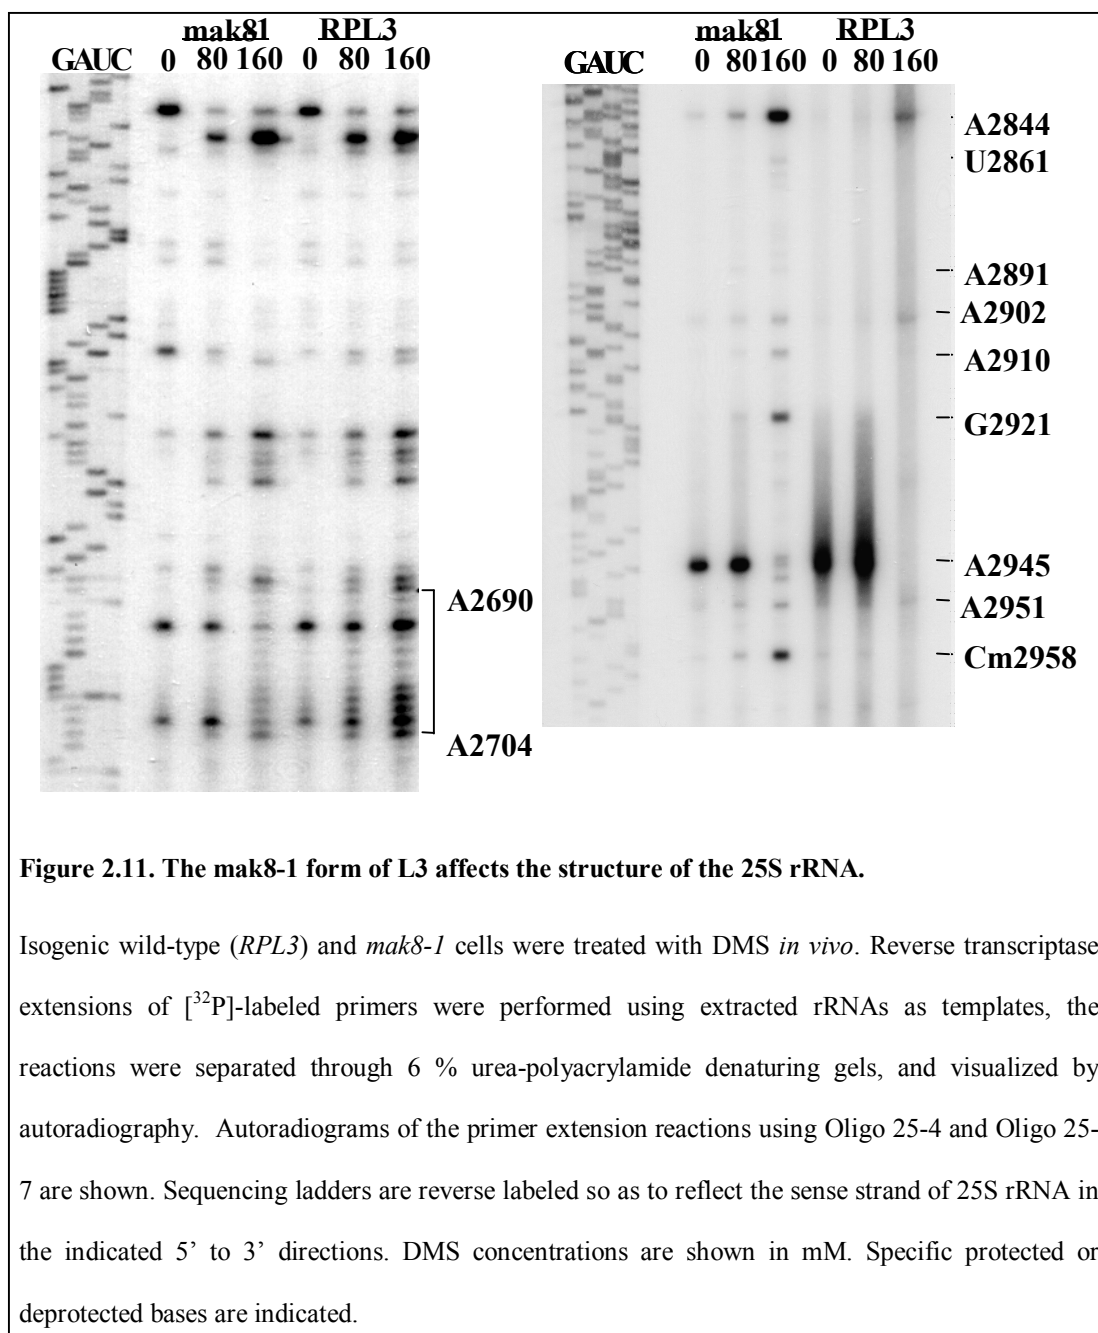 mak81 RPL3
GAUC 0 80 160 0 80 160
A2690
A2704
mak81 RPL3
GAUC 0 80 160 0 80 160
A2844
U2861
A2891
A2902
A2910
G2921
A2945
A2951
Cm2958
Figure 2.11. The mak8-1 form of L3 affects the structure of the 25S rRNA.
Isogenic wild-type (RPL3) and mak8-1 cells were treated with DMS in vivo. Reverse transcriptase
extensions of [32P]-labeled primers were performed using extracted rRNAs as templates, the
reactions were separated through 6 % urea-polyacrylamide denaturing gels, and visualized by
autoradiography. Autoradiograms of the primer extension reactions using Oligo 25-4 and Oligo 25-
7 are shown. Sequencing ladders are reverse labeled so as to reflect the sense strand of 25S rRNA in
the indicated 5’ to 3’ directions. DMS concentrations are shown in mM. Specific protected or
deprotected bases are indicated.